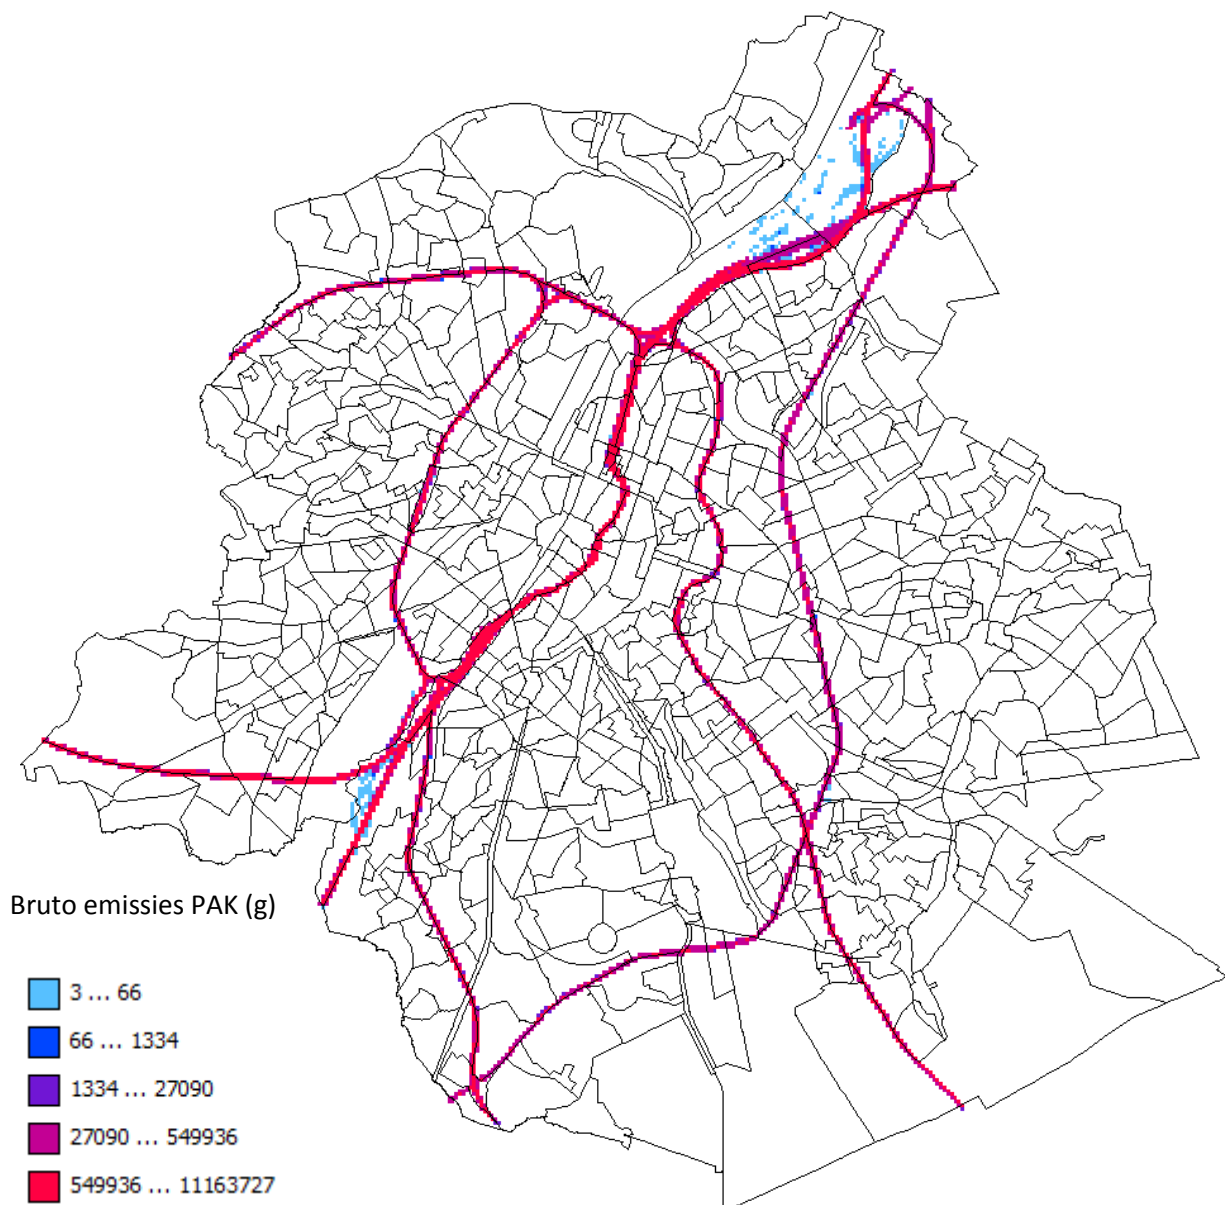 Bruto emissies PAK (g)
3 ... 66
66 ... 1334
1334 ... 27090
27090 ... 549936
549936 ... 11163727